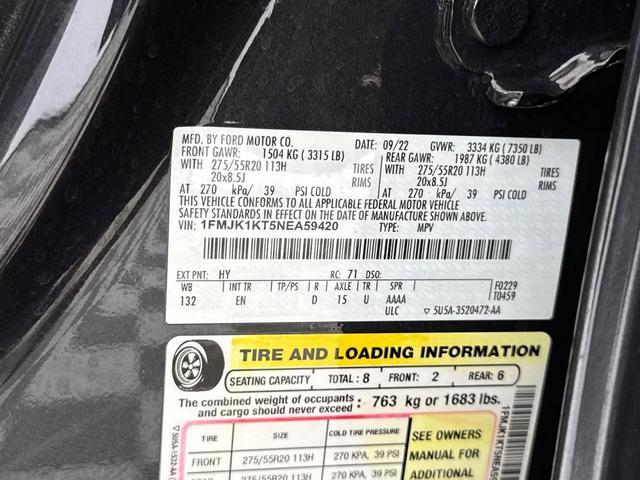 MFD. BY FORD MOTOR CO.
DATE: 09/22 GVWR: 3334 KG ( 7350 LB)
FRONT GAWR: 1504 KG ( 3315 LB) REAR GAWR: 1987 KG ( 4380 LB)
WITH 275/55R20 113H TIRES WITH 275/55R20 113H TIRES
20x8.5J RIMS 20x8.5J RIMS
AT 270 kPa/ 39 PSI COLD AT 270 kPa/ 39 PSI COLD
THIS VEHICLE CONFORMS TO ALL APPLICABLE FEDERAL MOTOR VEHICLE
SAFETY STANDARDS IN EFFECT ON THE DATE OF MANUFACTURE SHOWN ABOVE.
VIN: 1FMJK1KT5NEA59420 TYPE: MPV
EXT PNT: HY RC: 71 DSO:
WB INT TR TP/PS R AXLE TR SPR F0229
132 EN D 15 U AAAA T0459
ULC ▽ 5U5A-3520472-AA
TIRE AND LOADING INFORMATION
SEATING CAPACITY TOTAL : 8 FRONT: 2 REAR: 6
The combined weight of occupants : 763 kg or 1683 lbs.
and cargo should never exceed
TIRE SIZE COLD TIRE PRESSURE SEE OWNERS
FRONT 275/55R20 113H 270 KPA, 39 PSI MANUAL FOR
275/55R20 113H 270 KPA, 39 PSI ADDITIONAL